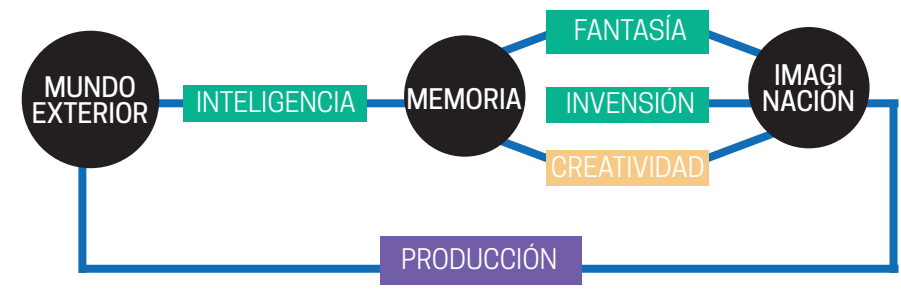 MUNDO
EXTERIOR
INTELIGENCIA
MEMORIA
FANTASÍA
INVENSIÓN
CREATIVIDAD
IMAGI
NACIÓN
PRODUCCIÓN